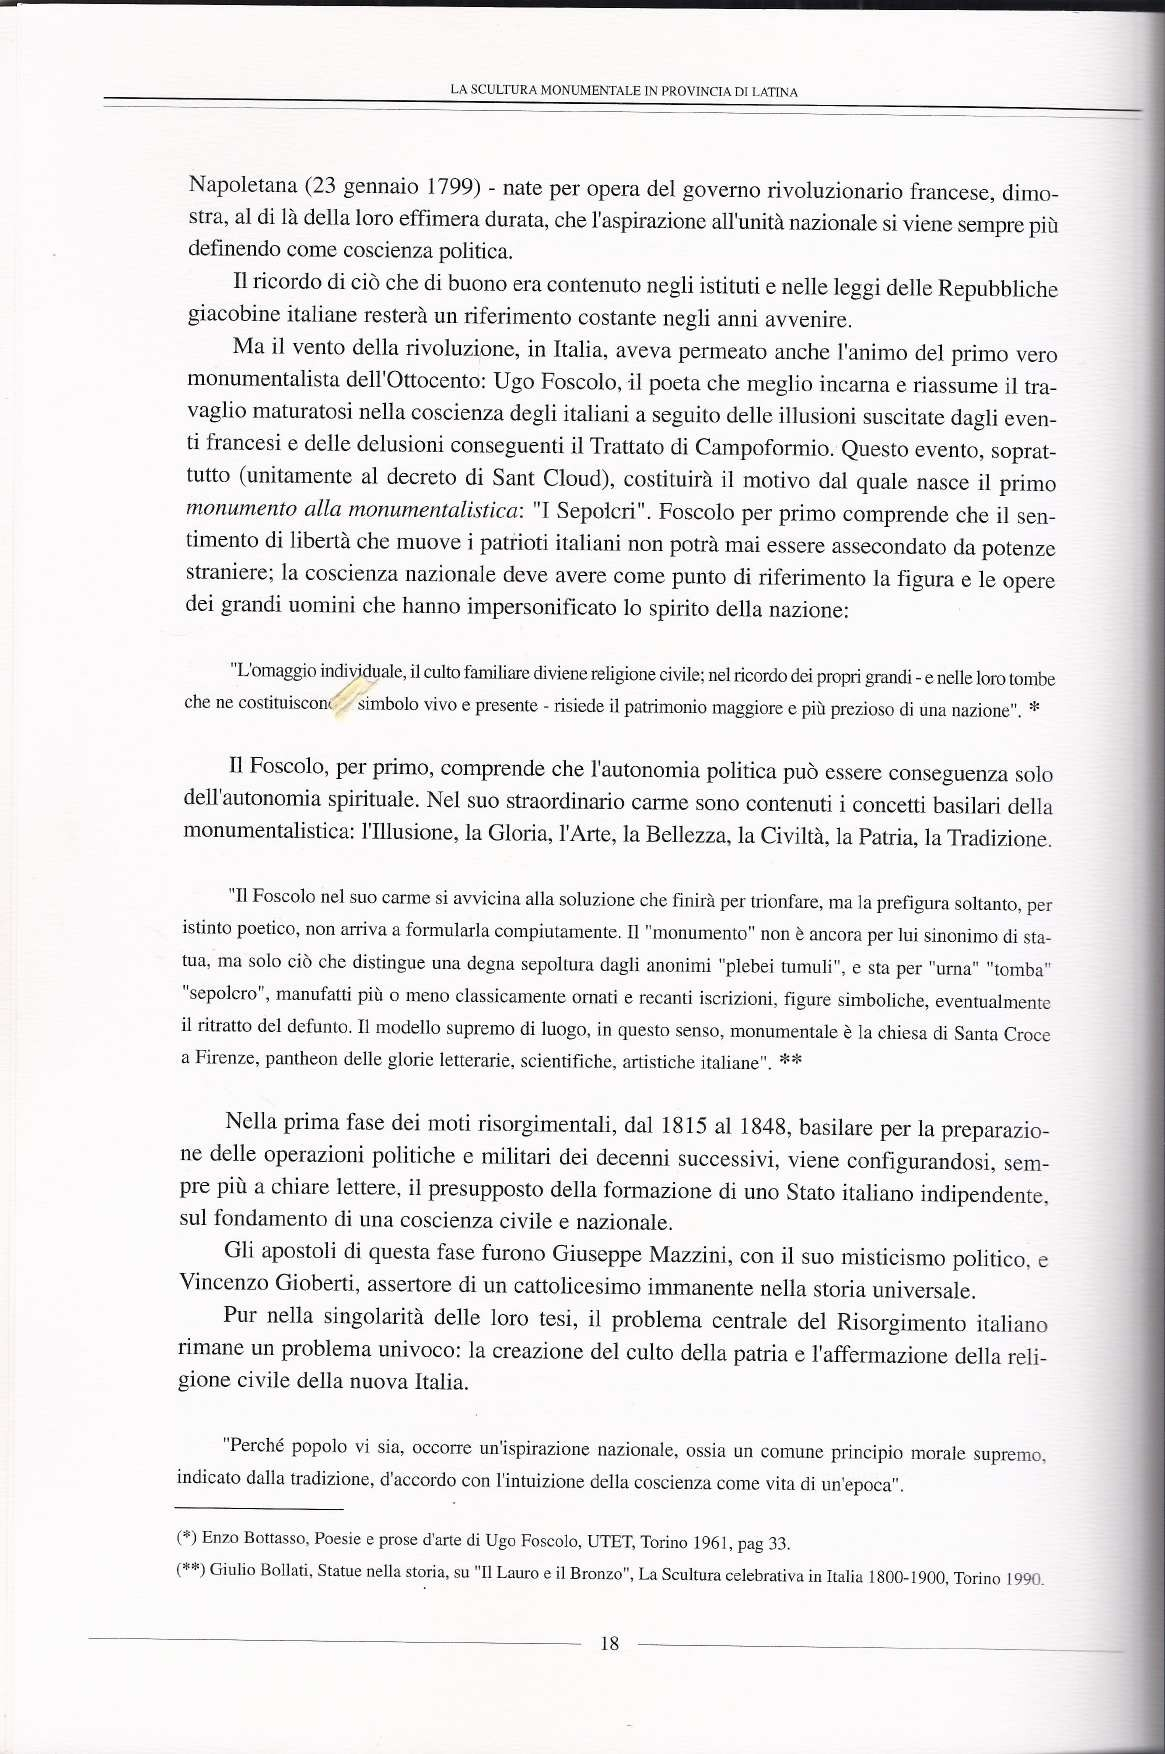 LA SCULTURA MONUMENTALE IN PROVINCIA DI LATINA
Napoletana (23 gennaio 1799) - nate per opera del governo rivoluzionario francese, dimo-
stra, al di là della loro effimera durata, che l'aspirazione all'unità nazionale si viene sempre più
definendo come coscienza politica.
Il ricordo di ciò che di buono era contenuto negli istituti e nelle leggi delle Repubbliche
giacobine italiane resterà un riferimento costante negli anni avvenire.
Ma il vento della rivoluzione, in Italia, aveva permeato anche l'animo del primo vero
monumentalista dell'Ottocento: Ugo Foscolo, il poeta che meglio incarna e riassume il tra-
vaglio maturatosi nella coscienza degli italiani a seguito delle illusioni suscitate dagli even-
ti francesi e delle delusioni conseguenti il Trattato di Campoformio. Questo evento, soprat-
tutto (unitamente al decreto di Sant Cloud), costituirà il motivo dal quale nasce il primo
monumento alla monumentalistica: "I Sepolcri". Foscolo per primo comprende che il sen-
timento di libertà che muove i patrioti italiani non potrà mai essere assecondato da potenze
straniere; la coscienza nazionale deve avere come punto di riferimento la figura e le opere
dei grandi uomini che hanno impersonificato lo spirito della nazione:
"L'omaggio individuale, il culto familiare diviene religione civile; nel ricordo dei propri grandi - e nelle loro tombe
che ne costituiscon simbolo vivo e presente - risiede il patrimonio maggiore e più prezioso di una nazione". *
Il Foscolo, per primo, comprende che l'autonomia politica può essere conseguenza solo
dell'autonomia spirituale. Nel suo straordinario carme sono contenuti i concetti basilari della
monumentalistica: l'Illusione, la Gloria, l'Arte, la Bellezza, la Civiltà, la Patria, la Tradizione.
"Il Foscolo nel suo carme si avvicina alla soluzione che finirà per trionfare, ma la prefigura soltanto, per
istinto poetico, non arriva a formularla compiutamente. Il "monumento" non è ancora per lui sinonimo di sta-
tua, ma solo ciò che distingue una degna sepoltura dagli anonimi "plebei tumuli", e sta per "urna" "tomba"
"sepolcro", manufatti più o meno classicamente ornati e recanti iscrizioni, figure simboliche, eventualmente
il ritratto del defunto. Il modello supremo di luogo, in questo senso, monumentale è la chiesa di Santa Croce
a Firenze, pantheon delle glorie letterarie, scientifiche, artistiche italiane". **
Nella prima fase dei moti risorgimentali, dal 1815 al 1848, basilare per la preparazio-
ne delle operazioni politiche e militari dei decenni successivi, viene configurandosi, sem-
pre più a chiare lettere, il presupposto della formazione di uno Stato italiano indipendente,
sul fondamento di una coscienza civile e nazionale.
Gli apostoli di questa fase furono Giuseppe Mazzini, con il suo misticismo politico, e
Vincenzo Gioberti, assertore di un cattolicesimo immanente nella storia universale.
Pur nella singolarità delle loro tesi, il problema centrale del Risorgimento italiano
rimane un problema univoco: la creazione del culto della patria e l'affermazione della reli-
gione civile della nuova Italia.
"Perché popolo vi sia, occorre un'ispirazione nazionale, ossia un comune principio morale supremo,
indicato dalla tradizione, d'accordo con l'intuizione della coscienza come vita di un'epoca".
(*) Enzo Bottasso, Poesie e prose d'arte di Ugo Foscolo, UTET, Torino 1961, pag 33.
(**) Giulio Bollati, Statue nella storia, su "Il Lauro e il Bronzo", La Scultura celebrativa in Italia 1800-1900, Torino 1990.
18